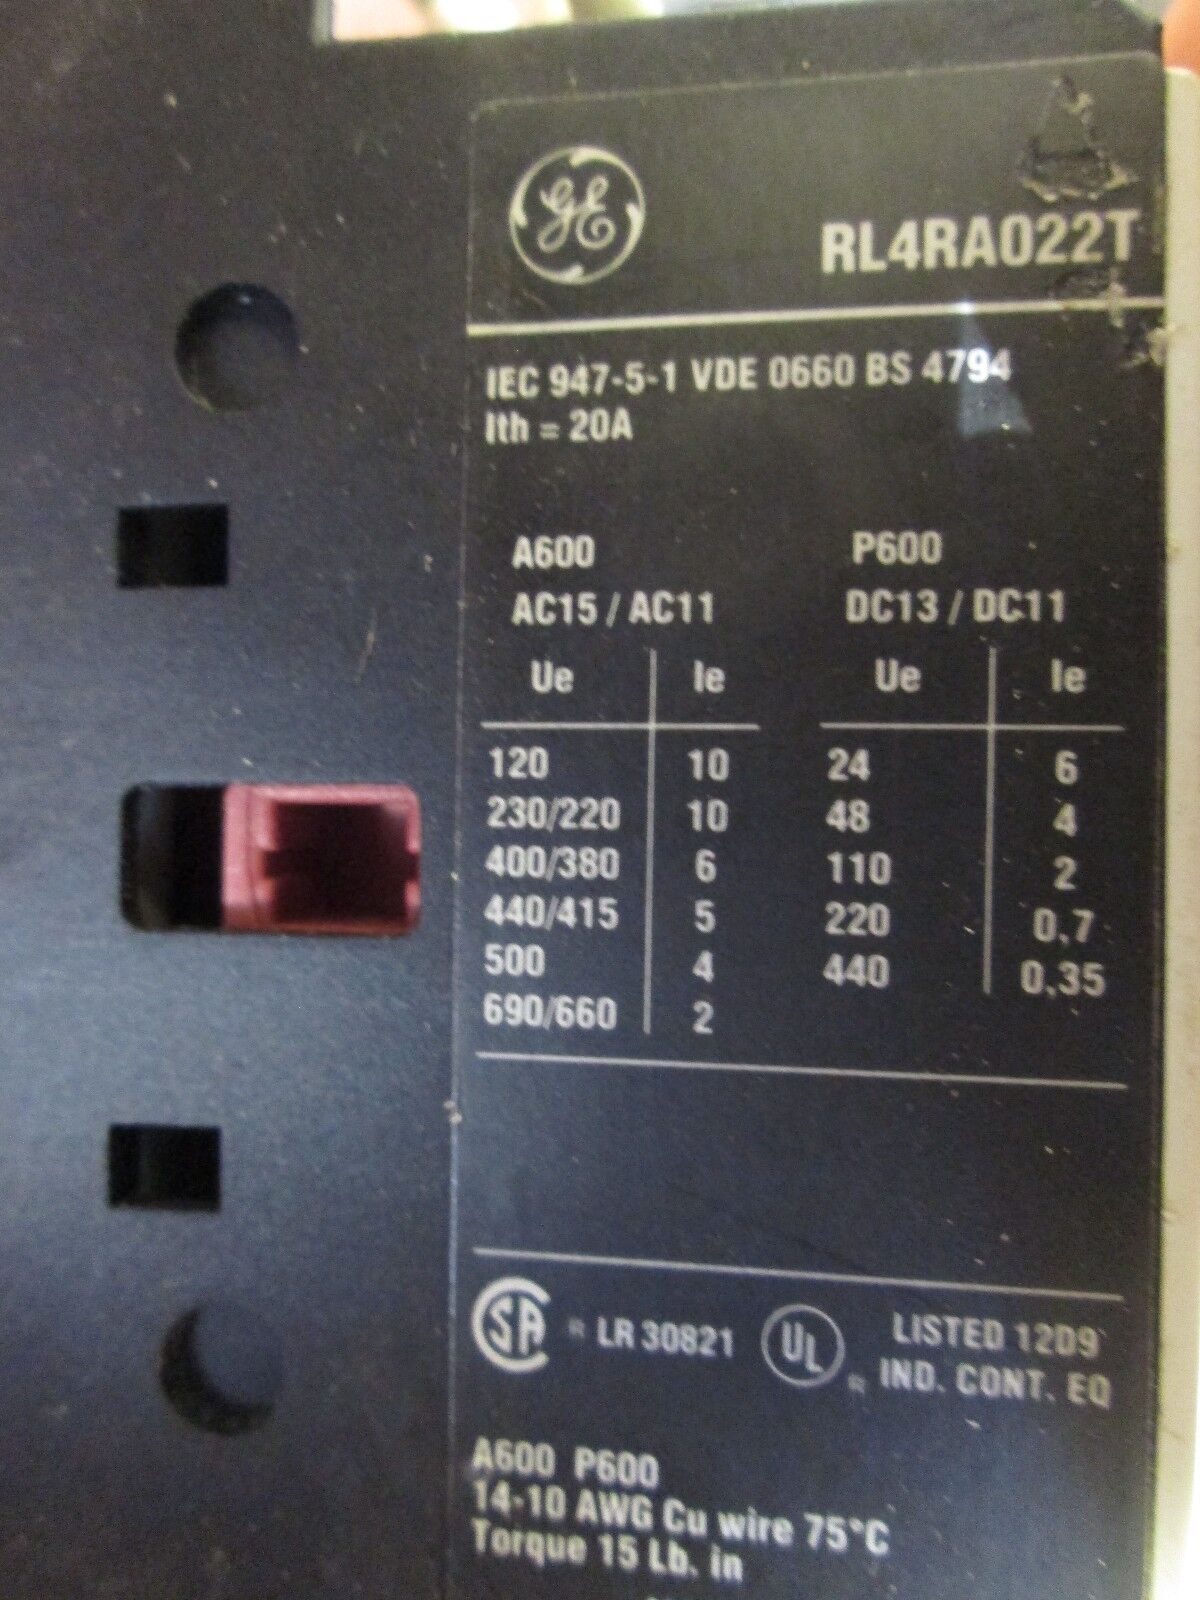 GE
RL4RA022T
IEC 947-5-1 VDE 0660 BS 4794
Ith = 20A
A600 P600
AC15 / AC11 DC13 / DC11
Ue Ie Ue Ie
120 10 24 6
230/220 10 48 4
400/380 6 110 2
440/415 5 220 0,7
500 4 440 0,35
690/660 2
SA R LR 30821 UL R LISTED 12D9
IND. CONT. EQ
A600 P600
14-10 AWG Cu wire 75°C
Torque 15 Lb. in